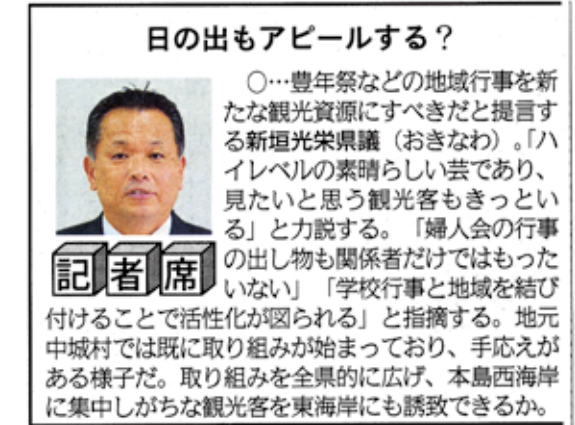 日の出もアピールする？
○…豊年祭などの地域行事を新
たな観光資源にすべきだと提言す
る新垣光栄県議（おきなわ）。「ハ
イレベルの素晴らしい芸であり、
見たいと思う観光客もきっとい
る」と力説する。「婦人会の行事
の出し物も関係者だけではもった
いない」「学校行事と地域を結び
付けることで活性化が図られる」と指摘する。地元
中城村では既に取り組みが始まっており、手応えが
ある様子だ。取り組みを全県的に広げ、本島西海岸
に集中しがちな観光客を東海岸にも誘致できるか。
記者席